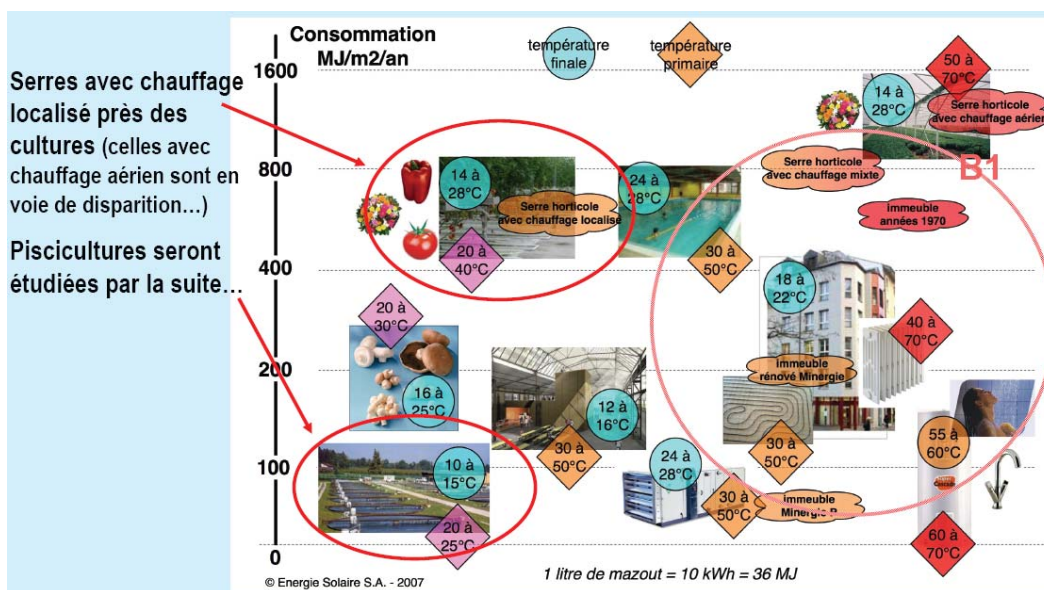 Serres avec chauffage
localisé près des
cultures (celles avec
chauffage aérien sont en
voie de disparition...)
Piscicultures seront
étudiées par la suite...
Consommation
MJ/m2/an
température
finale
température
primaire
1600
800
400
200
100
0
50 à
70°C
14 à
28°C
Serre horticole
avec chauffage aérien
B1
Serre horticole
avec chauffage mixte
immeuble
années 1970
14 à
28°C
Serre horticole
avec chauffage localisé
20 à
40°C
24 à
28°C
30 à
50°C
18 à
22°C
40 à
70°C
20 à
30°C
16 à
25°C
12 à
16°C
30 à
50°C
immeuble
rénové Minergie
30 à
50°C
55 à
60°C
60 à
70°C
10 à
15°C
20 à
25°C
24 à
28°C
30 à
50°C
immeuble
Minergie P
1 litre de mazout = 10 kWh = 36 MJ
© Energie Solaire S.A. - 2007